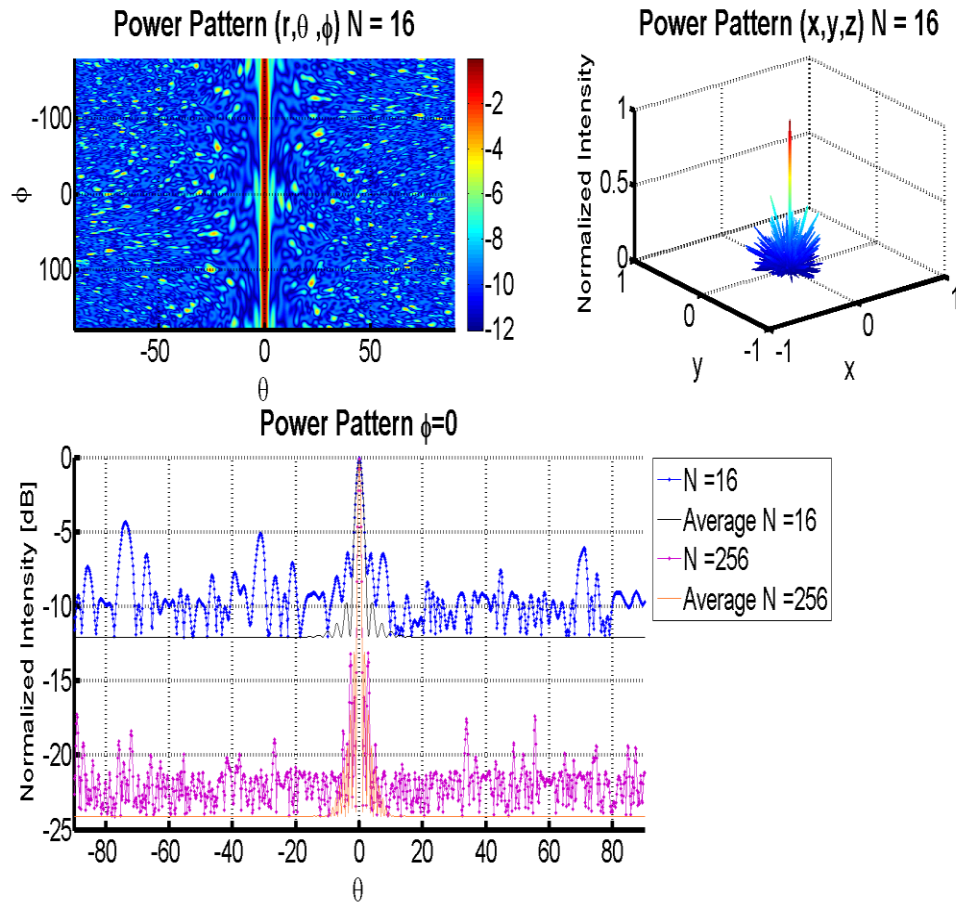 Power Pattern (r,θ ,ϕ) N = 16
-100
0
100
ϕ
-50
0
50
θ
-2
-4
-6
-8
-10
-12
Power Pattern (x,y,z) N = 16
Normalized Intensity
1
0.5
0
1
0
-1
y
-1
0
1
x
Power Pattern ϕ=0
Normalized Intensity [dB]
0
-5
-10
-15
-20
-25
-80
-60
-40
-20
0
20
40
60
80
θ
N =16
Average N =16
N =256
Average N =256